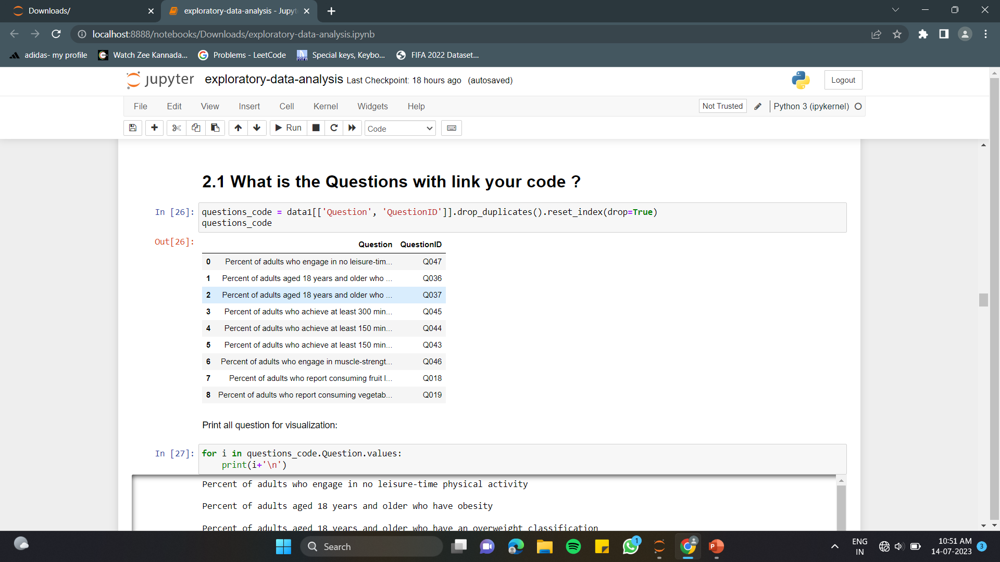 Downloads/
exploratory-data-analysis - Jupyt
localhost:8888/notebooks/Downloads/exploratory-data-analysis.ipynb
adidas- my profile
Watch Zee Kannada...
Problems - LeetCode
Special keys, Keybo...
FIFA 2022 Dataset...
jupyter exploratory-data-analysis Last Checkpoint: 18 hours ago (autosaved)
Logout
File Edit View Insert Cell Kernel Widgets Help
Not Trusted
Python 3 (ipykernel)
Run
Code
2.1 What is the Questions with link your code ?
In [26]: questions_code = data1[['Question', 'QuestionID']].drop_duplicates().reset_index(drop=True)
questions_code
Out[26]:
Question QuestionID
0 Percent of adults who engage in no leisure-tim... Q047
1 Percent of adults aged 18 years and older who ... Q036
2 Percent of adults aged 18 years and older who ... Q037
3 Percent of adults who achieve at least 300 min... Q045
4 Percent of adults who achieve at least 150 min... Q044
5 Percent of adults who achieve at least 150 min... Q043
6 Percent of adults who engage in muscle-strengt... Q046
7 Percent of adults who report consuming fruit l... Q018
8 Percent of adults who report consuming vegetab... Q019
Print all question for visualization:
In [27]: for i in questions_code.Question.values:
print(i+'\n')
Percent of adults who engage in no leisure-time physical activity
Percent of adults aged 18 years and older who have obesity
Percent of adults aged 18 years and older who have an overweight classification
Search
1
P
ENG
IN
10:51 AM
14-07-2023
3